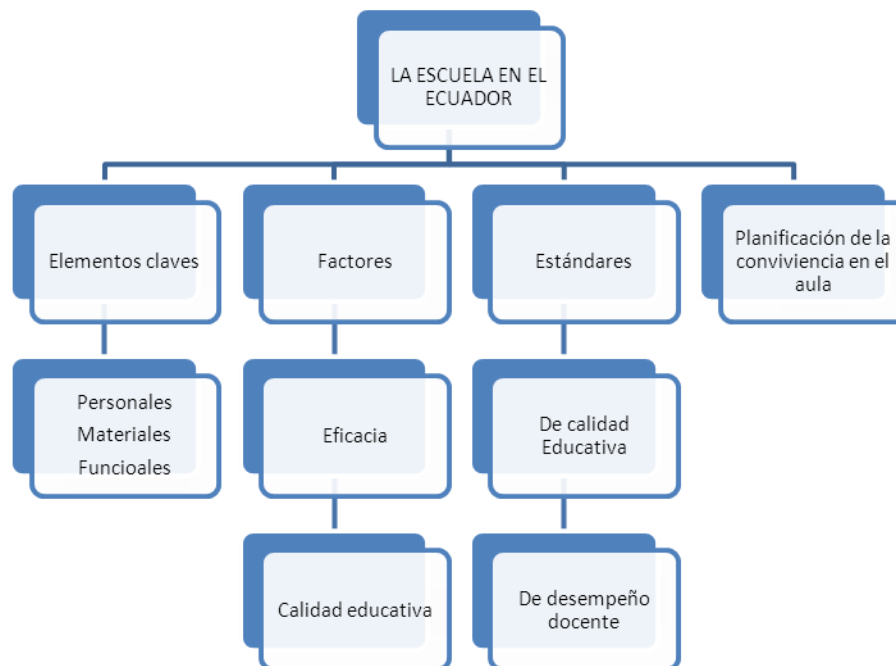 LA ESCUELA EN EL
ECUADOR
Elementos claves
Factores
Estándares
Planificación de la
conviviencia en el
aula
Personales
Materiales
Funcioales
Eficacia
De calidad
Educativa
Calidad educativa
De desempeño
docente